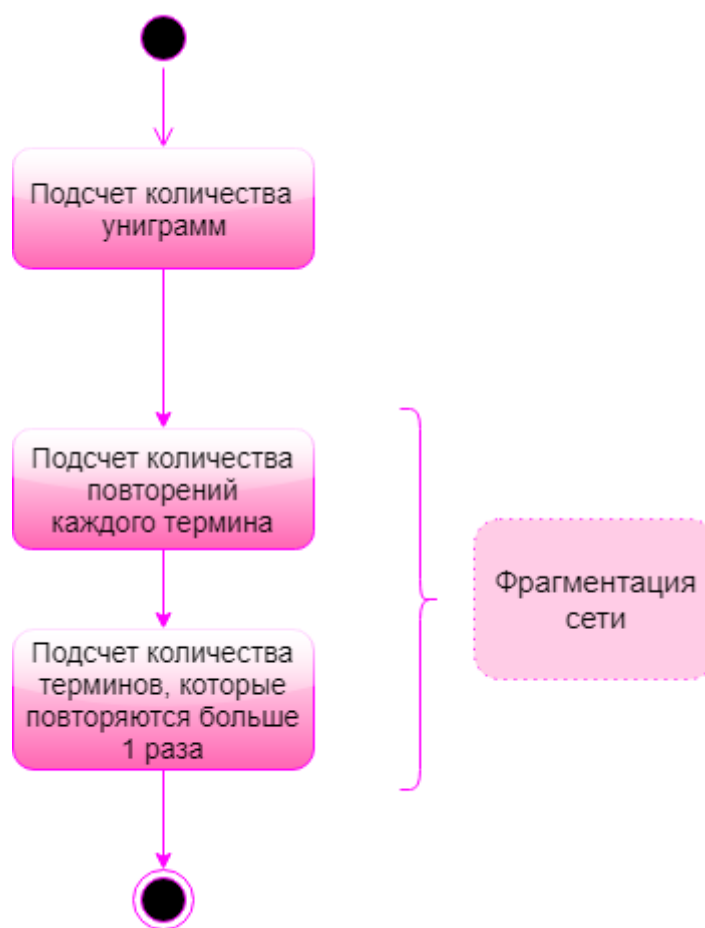 Подсчет количества
униграмм
Подсчет количества
повторений
каждого термина
Фрагментация
сети
Подсчет количества
терминов, которые
повторяются больше
1 раза